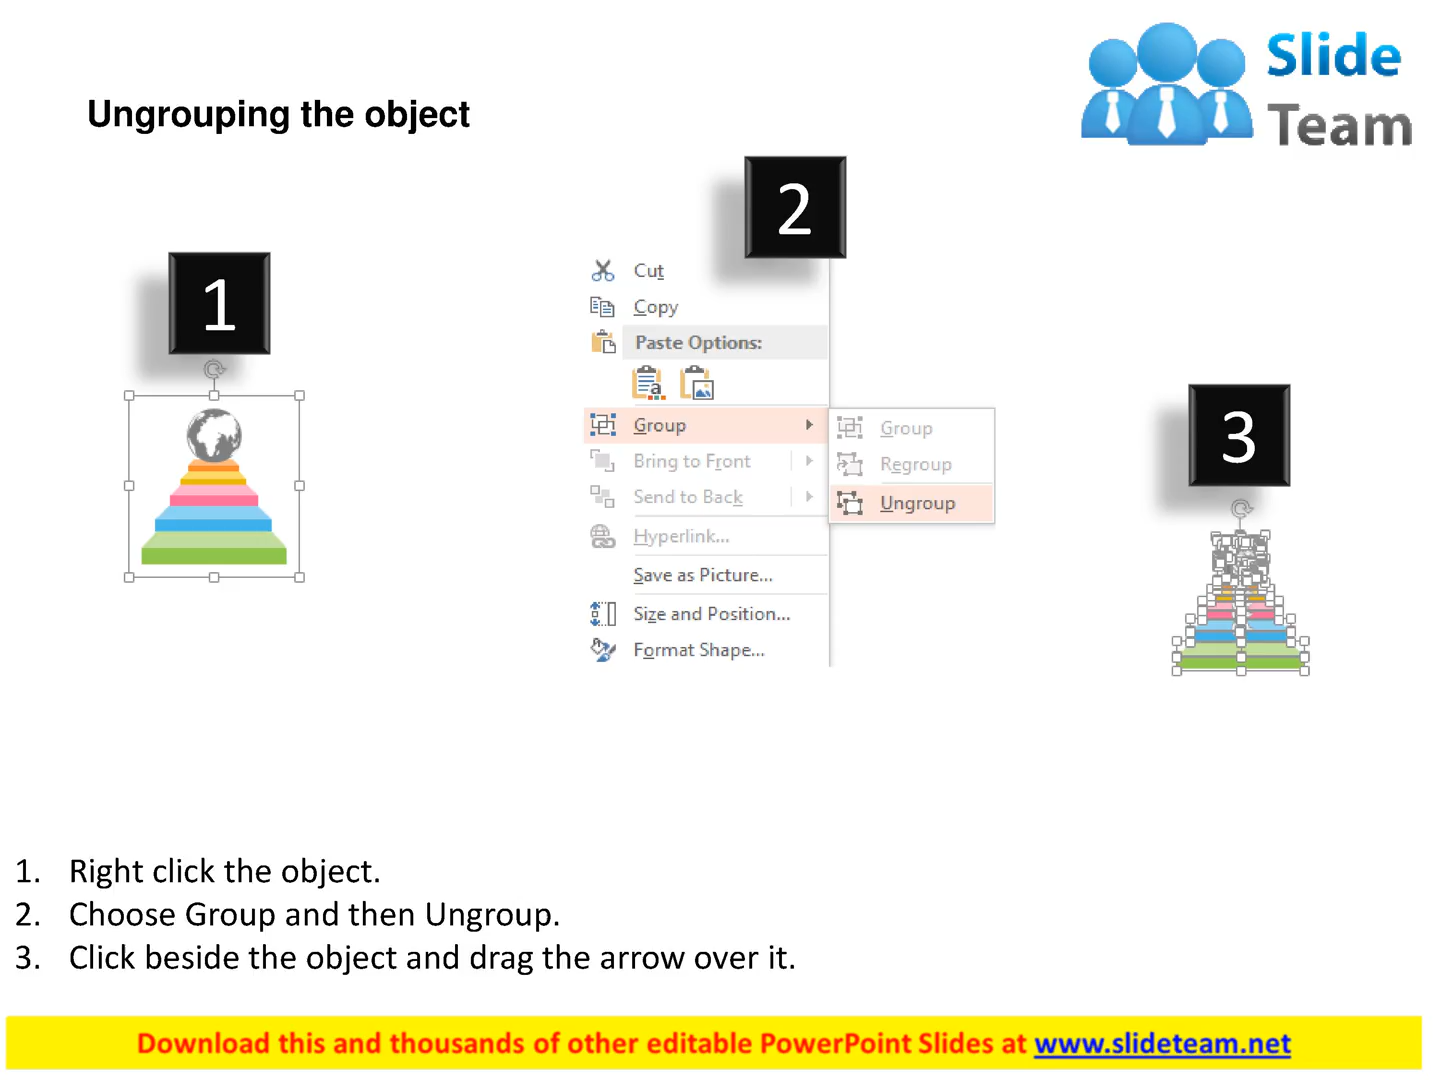 Slide
Team
Ungrouping the object
1
2
3
Cut
Copy
Paste Options:
Group
Bring to Front
Send to Back
Hyperlink...
Save as Picture...
Size and Position...
Format Shape...
Group
Regroup
Ungroup
1. Right click the object.
2. Choose Group and then Ungroup.
3. Click beside the object and drag the arrow over it.
Download this and thousands of other editable PowerPoint Slides at www.slideteam.net